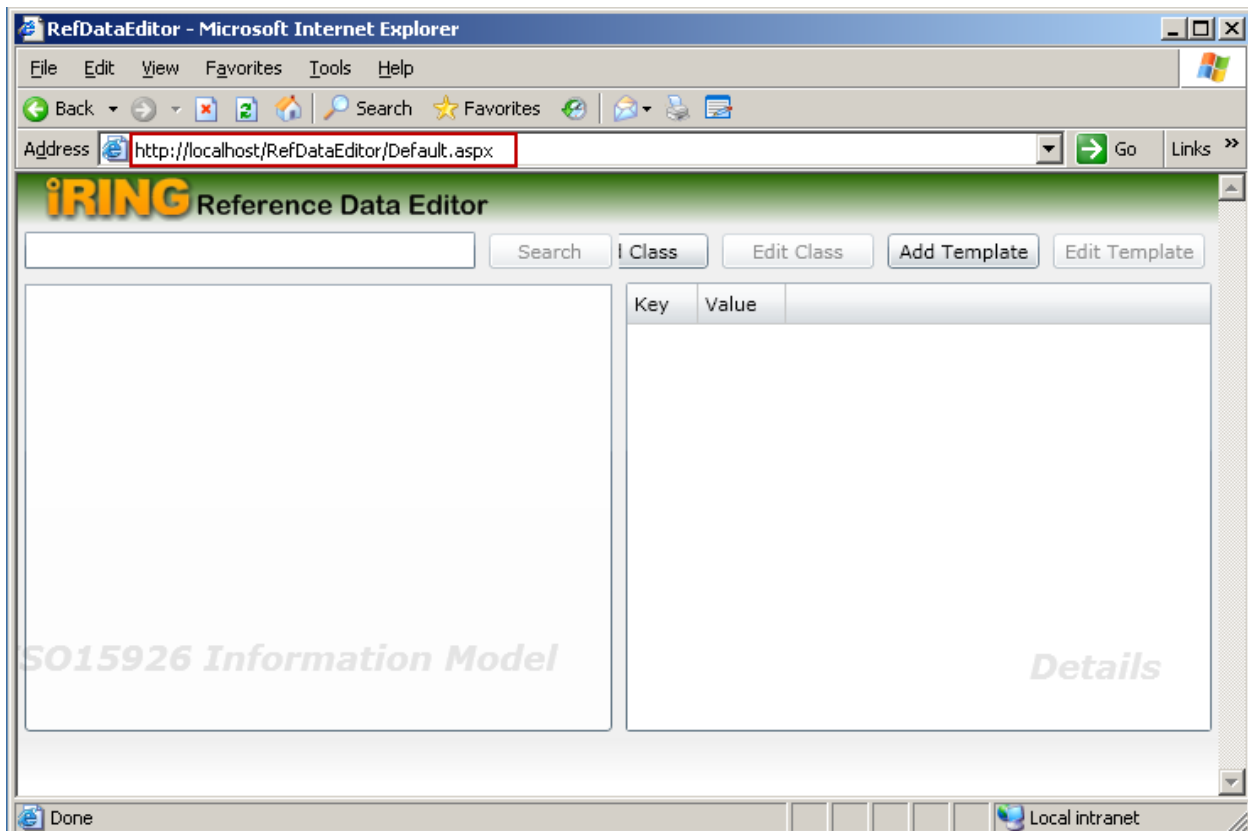 RefDataEditor - Microsoft Internet Explorer
File Edit View Favorites Tools Help
Back Search Favorites
Address http://localhost/RefDataEditor/Default.aspx Go Links »
iRING Reference Data Editor
Search Class Edit Class Add Template Edit Template
Key Value
SO15926 Information Model
Details
Done Local intranet